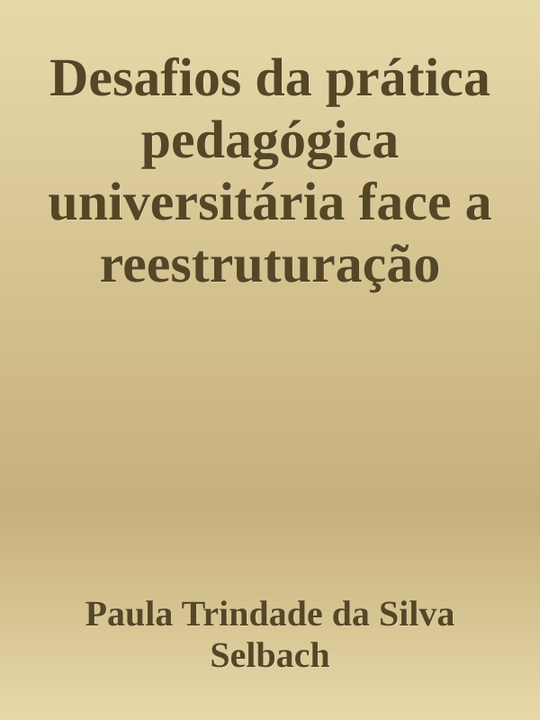 Desafios da prática
pedagógica
universitária face a
reestruturação
Paula Trindade da Silva
Selbach